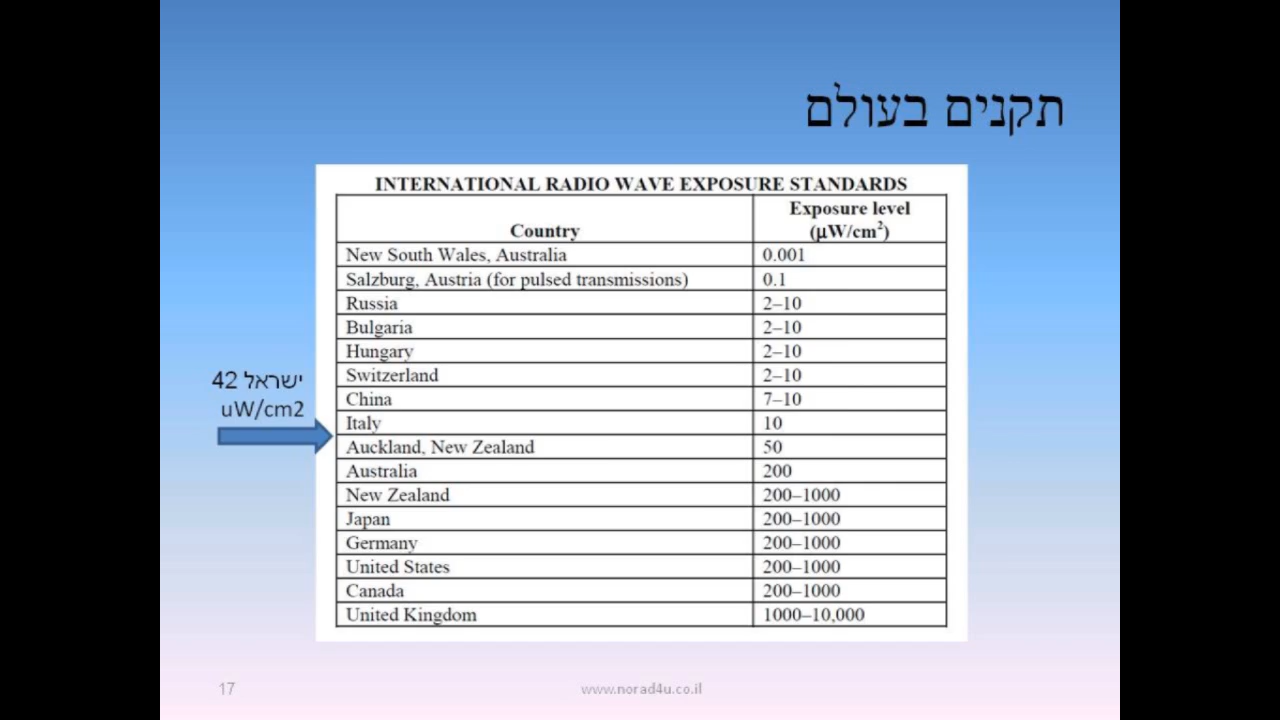 תקנים בעולם
INTERNATIONAL RADIO WAVE EXPOSURE STANDARDS
Country Exposure level (μW/cm²)
New South Wales, Australia 0.001
Salzburg, Austria (for pulsed transmissions) 0.1
Russia 2–10
Bulgaria 2–10
Hungary 2–10
Switzerland 2–10
China 7–10
Italy 10
Auckland, New Zealand 50
Australia 200
New Zealand 200–1000
Japan 200–1000
Germany 200–1000
United States 200–1000
Canada 200–1000
United Kingdom 1000–10,000
ישראל 42
uW/cm2
17
www.norad4u.co.il